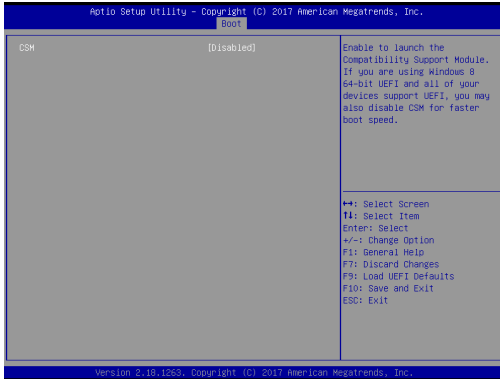 Aptio Setup Utility – Copyright (C) 2017 American Megatrends, Inc.
Boot
CSM [Disabled]
Enable to launch the
Compatibility Support Module.
If you are using Windows 8
64-bit UEFI and all of your
devices support UEFI, you may
also disable CSM for faster
boot speed.
↔: Select Screen
↑↓: Select Item
Enter: Select
+/-: Change Option
F1: General Help
F7: Discard Changes
F9: Load UEFI Defaults
F10: Save and Exit
ESC: Exit
Version 2.18.1263. Copyright (C) 2017 American Megatrends, Inc.